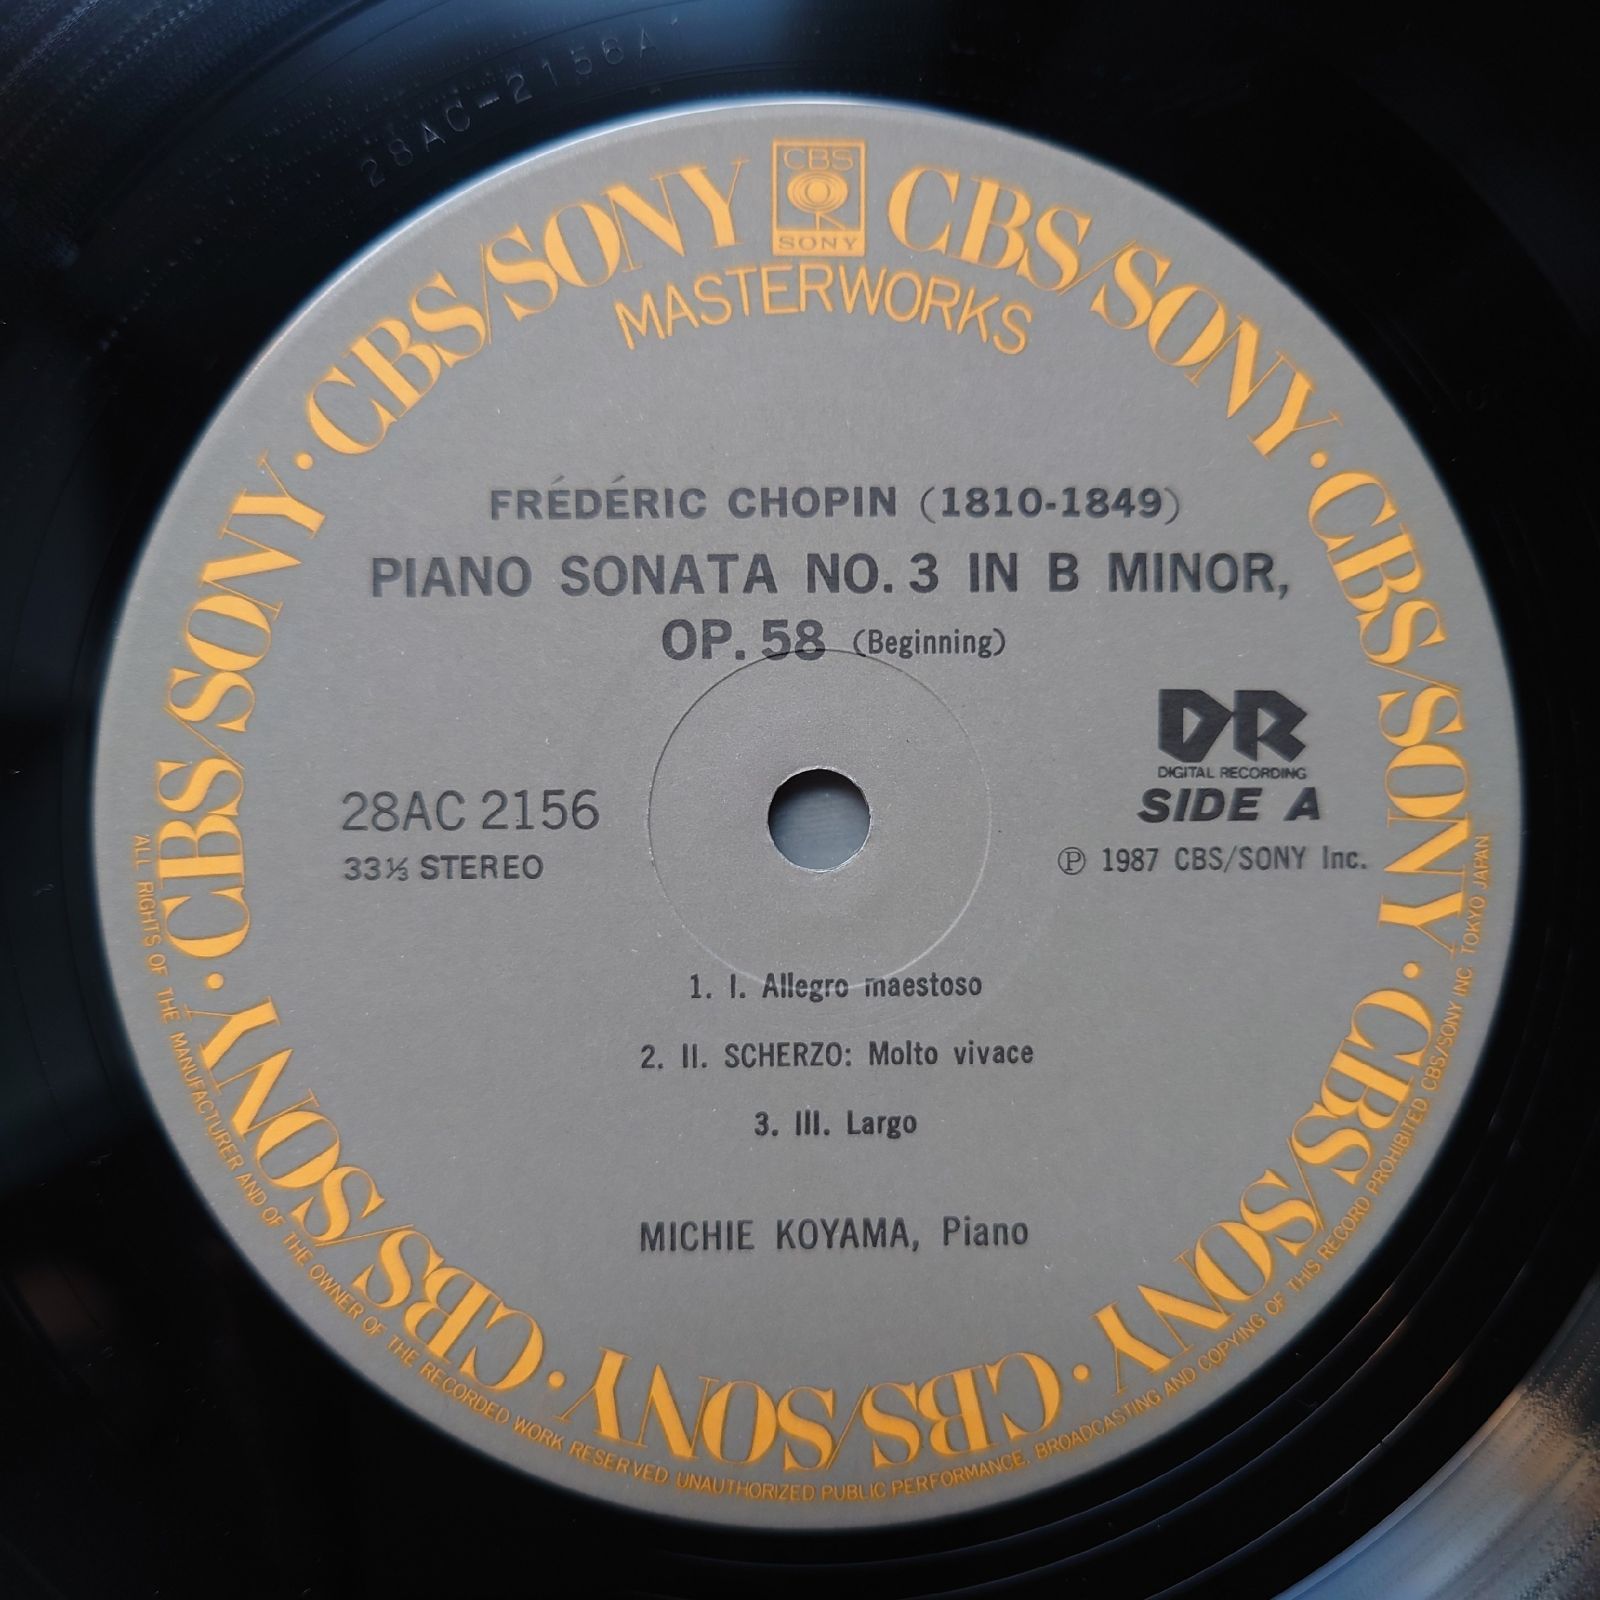 28AC-2156A
CBS
SONY
CBS/SONY · CBS/SONY · CBS/SONY · CBS/SONY · CBS/SONY · CBS/SONY · CBS/SONY · CBS/SONY
MASTERWORKS
FRÉDÉRIC CHOPIN (1810-1849)
PIANO SONATA NO. 3 IN B MINOR,
OP. 58 (Beginning)
DR
DIGITAL RECORDING
SIDE A
28AC 2156
33⅓ STEREO
Ⓟ 1987 CBS/SONY Inc.
1. I. Allegro maestoso
2. II. SCHERZO: Molto vivace
3. III. Largo
MICHIE KOYAMA, Piano
ALL RIGHTS OF THE MANUFACTURER AND OF THE OWNER OF THE RECORDED WORK RESERVED UNAUTHORIZED PUBLIC PERFORMANCE, BROADCASTING AND COPYING OF THIS RECORD PROHIBITED CBS/SONY INC TOKYO JAPAN